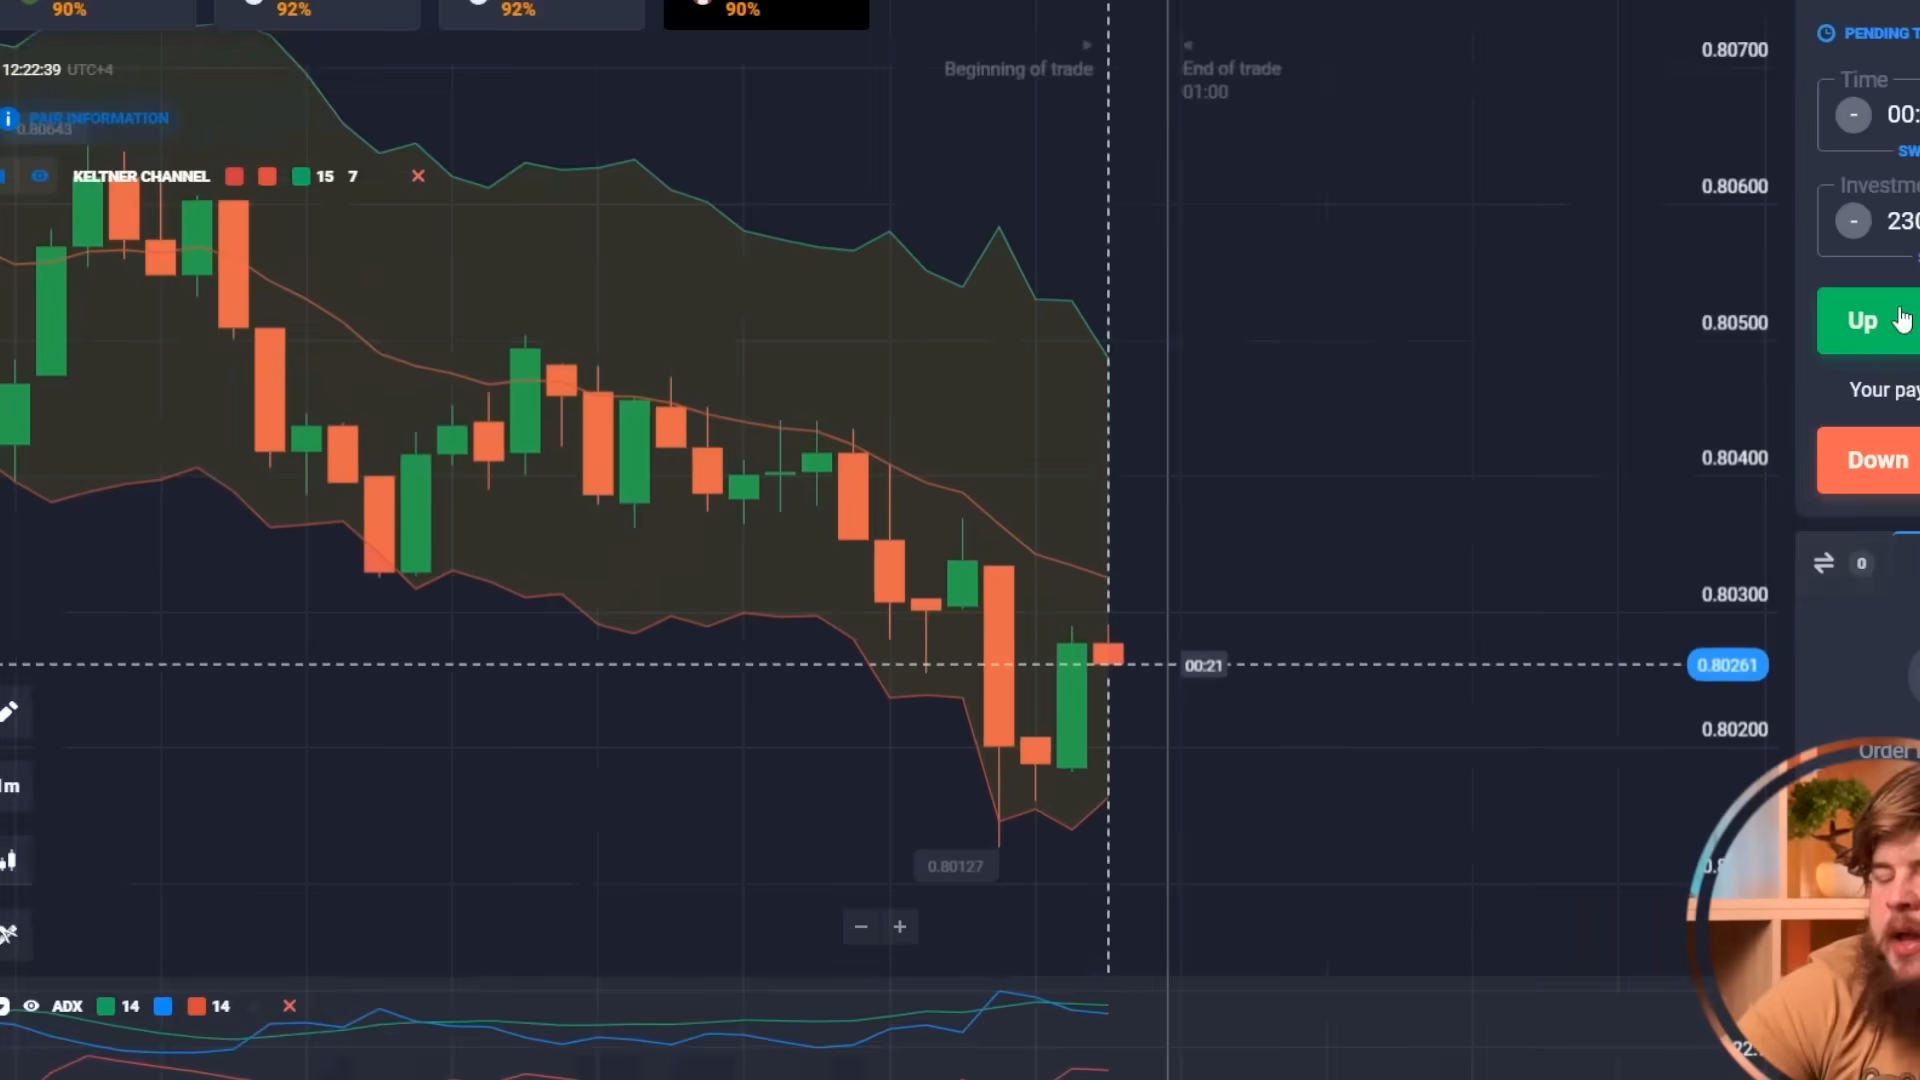 90%
92%
92%
90%
12:22:39 UTC+4
PAIR INFORMATION
0.80643
KELTNER CHANNEL 15 7
Beginning of trade
End of trade
01:00
0.80700
0.80600
0.80500
0.80400
0.80300
00:21
0.80261
0.80200
0.80127
PENDING T
Time
- 00:
SW
Investme
- 230
Up
Your pay
Down
0
Order
ADX 14 14
22.